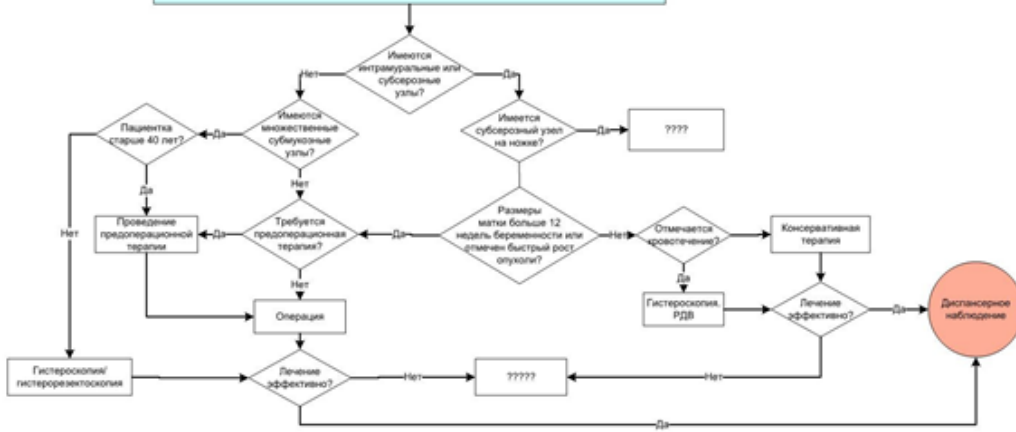 Имеются
интрамуральные или
субсерозные
узлы?
Нет
Да
Пациентка
старше 40 лет?
Да
Имеются
множественные
субмукозные
узлы?
Имеется
субсерозный узел
на ножке?
Да
????
Да
Нет
Нет
Проведение
предоперационной
терапии
Да
Требуется
предоперационная
терапия?
Да
Размеры
матки больше 12
недель беременности или
отмечен быстрый рост
опухоли?
Нет
Отмечается
кровотечение?
Консервативная
терапия
Нет
Да
Операция
Гистероскопия,
РДВ
Лечение
эффективно?
Да
Диспансерное
наблюдение
Гистероскопия/
гистерорезектоскопия
Лечение
эффективно?
Нет
?????
Нет
Да